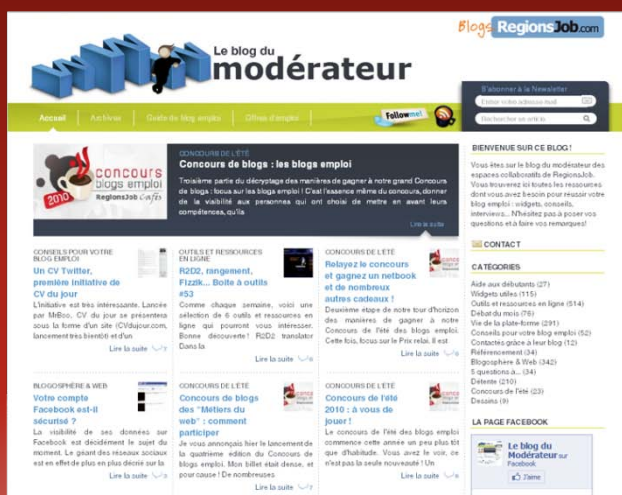 Blogs RegionsJob.com
Le blog du
modérateur
S'abonner à la Newsletter
Entrer votre adresse mail
OK
Accueil
Archives
Guide du blog emploi
Offres d'emploi
Follow me!
Rechercher un article
CONCOURS DE L'ÉTÉ
Concours de blogs : les blogs emploi
Troisième partie du décryptage des manières de gagner à notre grand Concours
de blogs : focus sur les blogs emploi ! C'est l'essence même du concours, donner
de la visibilité aux personnes qui ont choisi de mettre en avant leurs
compétences, qu'ils
Lire la suite
concours
blogs emploi
2010
RegionsJob Cafés
CONSEILS POUR VOTRE
BLOG EMPLOI
Un CV Twitter,
première initiative de
CV du jour
L'initiative est très intéressante. Lancée
par MrBoo, CV du jour se présentera
sous la forme d'un site (CVdujour.com,
lancement très bientôt) et d'un
Lire la suite 7
OUTILS ET RESSOURCES
EN LIGNE
R2D2, rangement,
Fizzik... Boite à outils
#53
Comme chaque semaine, voici une
sélection de 6 outils et ressources en
ligne qui pourront vous intéresser.
Bonne découverte ! R2D2 translator
Dans la
Lire la suite 6
CONCOURS DE L'ÉTÉ
Relayez le concours
et gagnez un netbook
et de nombreux
autres cadeaux !
Deuxième étape de notre tour d'horizon
des manières de gagner à notre
Concours de l'été des blogs emploi.
Cette fois, focus sur le Prix relai. Il est
Lire la suite 6
BLOGOSPHÈRE & WEB
Votre compte
Facebook est-il
sécurisé ?
La visibilité de ses données sur
Facebook est décidément le sujet du
moment. Le géant des réseaux sociaux
est en effet de plus en plus décrié sur la
Lire la suite 7
CONCOURS DE L'ÉTÉ
Concours de blogs
des "Métiers du
web" : comment
participer
Je vous annonçais hier le lancement de
la quatrième édition du Concours de
blogs emploi. Mon billet était dense, et
pour cause ! De nombreuses
Lire la suite 7
CONCOURS DE L'ÉTÉ
Concours de l'été
2010 : à vous de
jouer !
Le concours de l'été des blogs emploi
commence cette année un peu plus tôt
que d'habitude. Vous avez le voir, ce
n'est pas la seule nouveauté ! Un
Lire la suite
BIENVENUE SUR CE BLOG !
Vous êtes sur le blog du modérateur des
espaces collaboratifs de RegionsJob.
Vous trouverez ici toutes les ressources
dont vous avez besoin pour réussir votre
blog emploi : widgets, conseils,
interviews... N'hésitez pas à poser vos
questions et à faire vos remarques!
CONTACT
CATÉGORIES
Aide aux débutants (27)
Widgets utiles (115)
Outils et ressources en ligne (514)
Débat du mois (76)
Vie de la plate-forme (291)
Conseils pour votre blog emploi (52)
Contactés grâce à leur blog (12)
Référencement (34)
Blogosphère & Web (342)
5 questions à... (34)
Détente (210)
Concours de l'été (23)
Dessins (9)
LA PAGE FACEBOOK
Le blog du
Modérateur sur
Facebook
J'aime